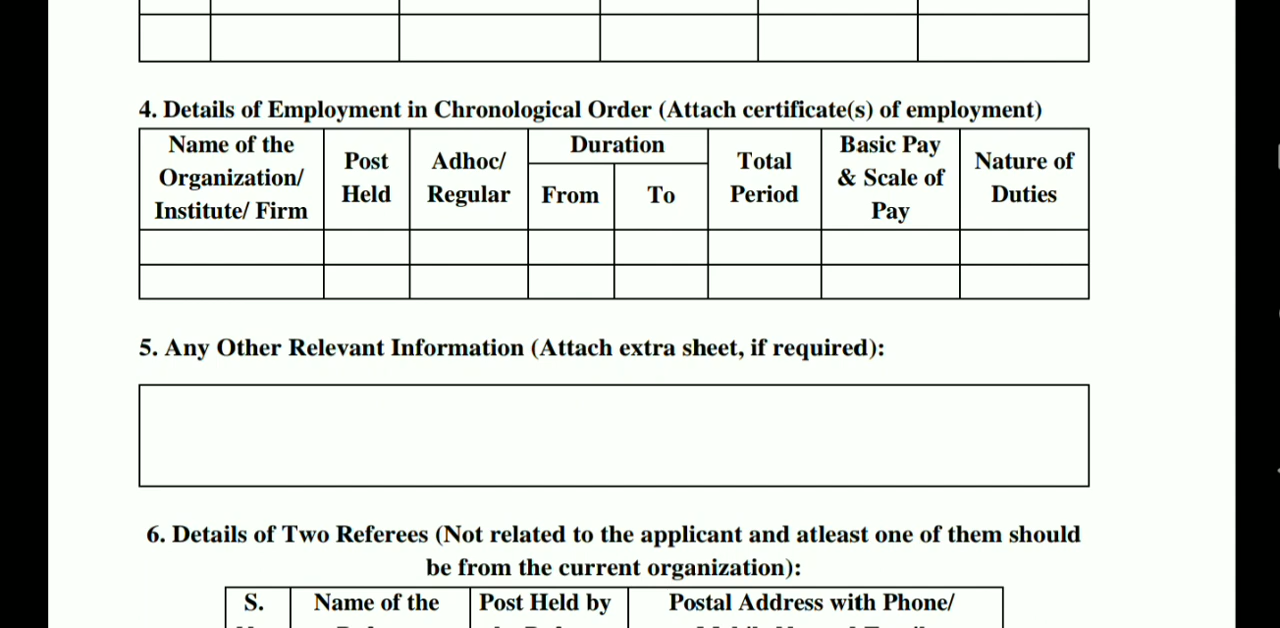 4. Details of Employment in Chronological Order (Attach certificate(s) of employment)
Name of the Organization/ Institute/ Firm
Post Held
Adhoc/ Regular
Duration
From
To
Total Period
Basic Pay & Scale of Pay
Nature of Duties
5. Any Other Relevant Information (Attach extra sheet, if required):
6. Details of Two Referees (Not related to the applicant and atleast one of them should
be from the current organization):
S.
Name of the
Post Held by
Postal Address with Phone/